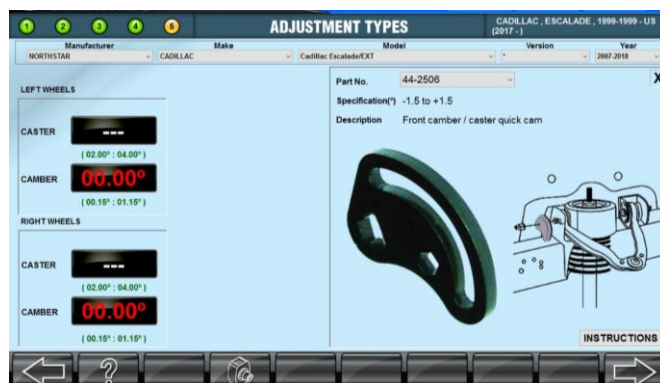 1 2 3 4 5
ADJUSTMENT TYPES
CADILLAC , ESCALADE , 1999-1999 - US
(2017 - )
Manufacturer Make Model Version Year
NORTHSTAR CADILLAC Cadillac Escalade/EXT * 2007-2018
Part No. 44-2506 X
Specification(°) -1.5 to +1.5
Description Front camber / caster quick cam
LEFT WHEELS
CASTER ---
( 02.00° : 04.00° )
CAMBER 00.00°
( 00.15° : 01.15° )
RIGHT WHEELS
CASTER ---
( 02.00° : 04.00° )
CAMBER 00.00°
( 00.15° : 01.15° )
INSTRUCTIONS
?